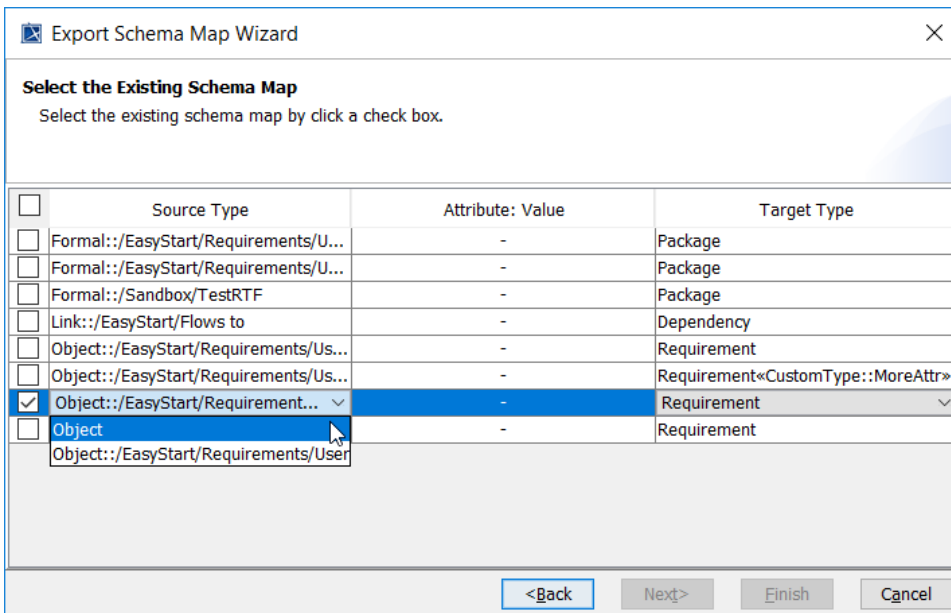 Export Schema Map Wizard
Select the Existing Schema Map
Select the existing schema map by click a check box.
Source Type Attribute: Value Target Type
Formal::/EasyStart/Requirements/U... - Package
Formal::/EasyStart/Requirements/U... - Package
Formal::/Sandbox/TestRTF - Package
Link::/EasyStart/Flows to - Dependency
Object::/EasyStart/Requirements/Us... - Requirement
Object::/EasyStart/Requirements/Us... - Requirement«CustomType::MoreAttr»
Object::/EasyStart/Requirement... - Requirement
Object - Requirement
Object::/EasyStart/Requirements/User
<Back Next> Finish Cancel